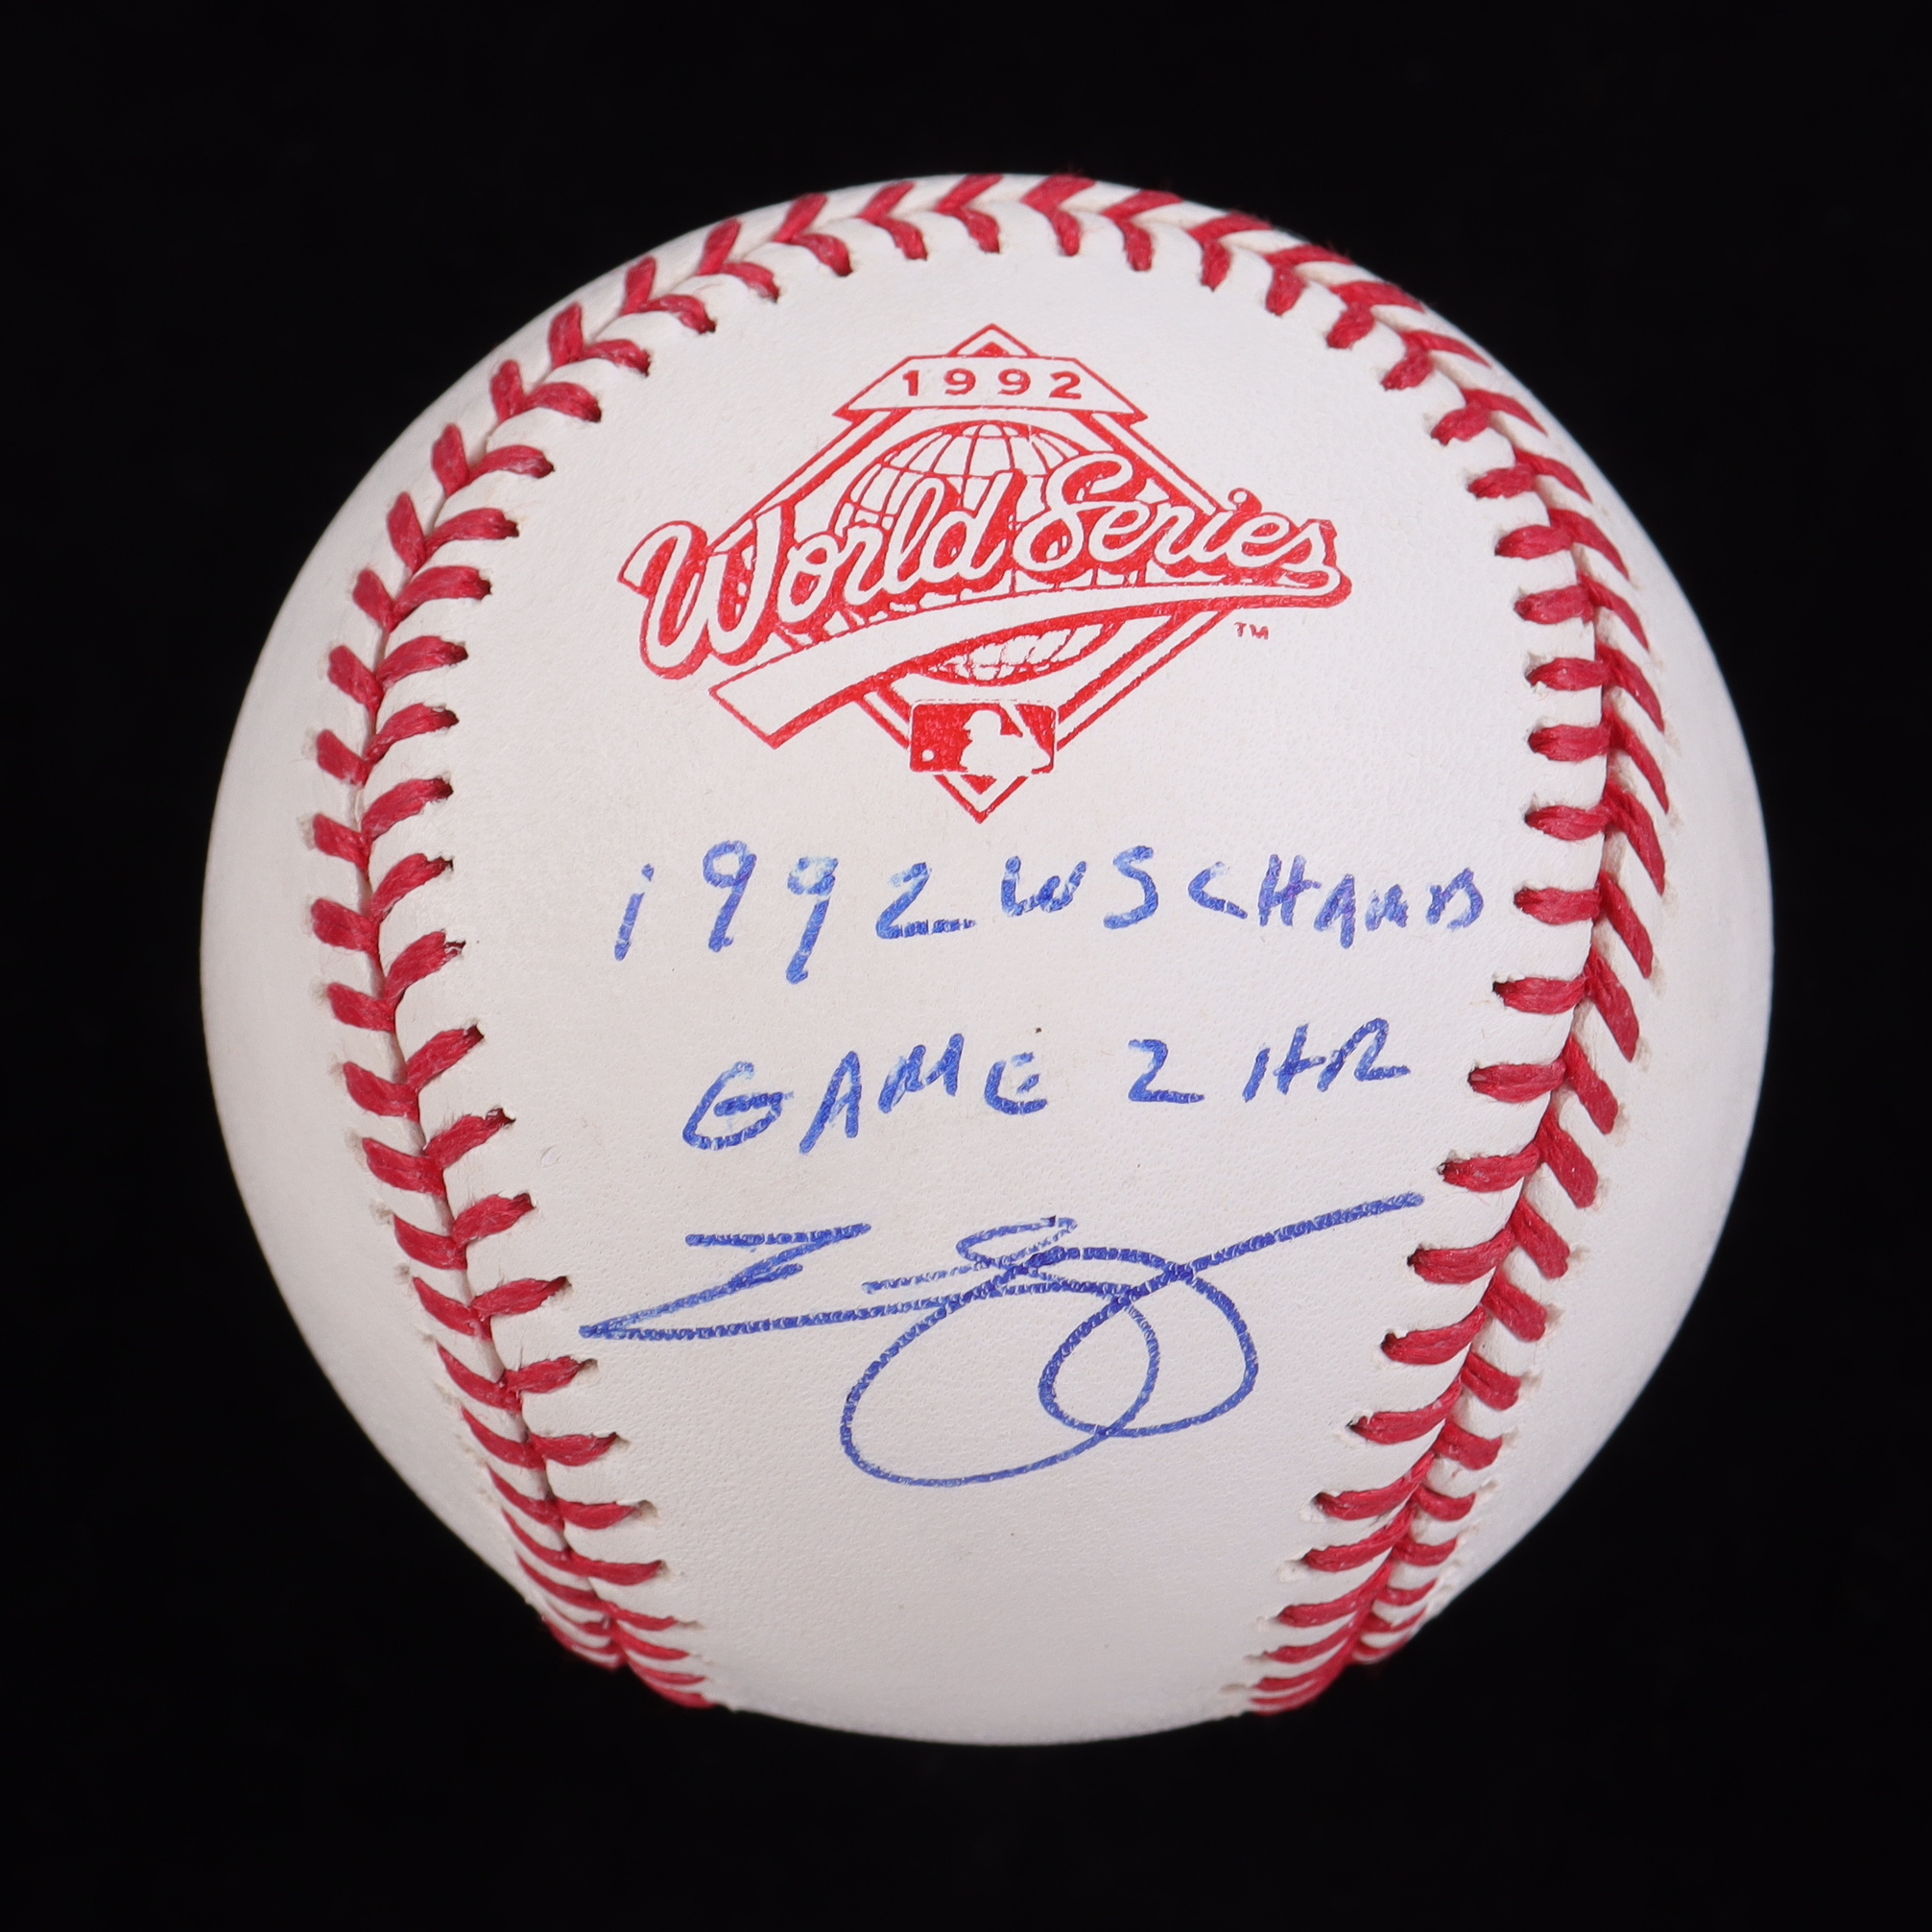 1992
World Series
TM
1992 WS CHAMPS
GAME 2 HR